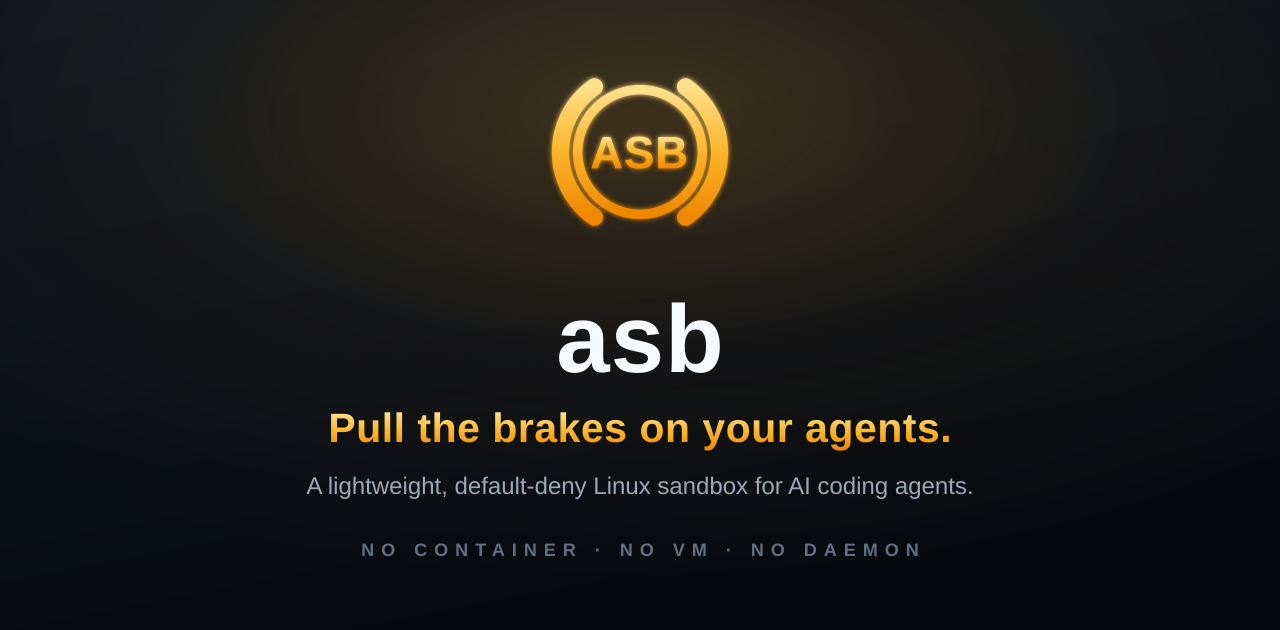 ASB
asb
Pull the brakes on your agents.
A lightweight, default-deny Linux sandbox for AI coding agents.
NO CONTAINER · NO VM · NO DAEMON